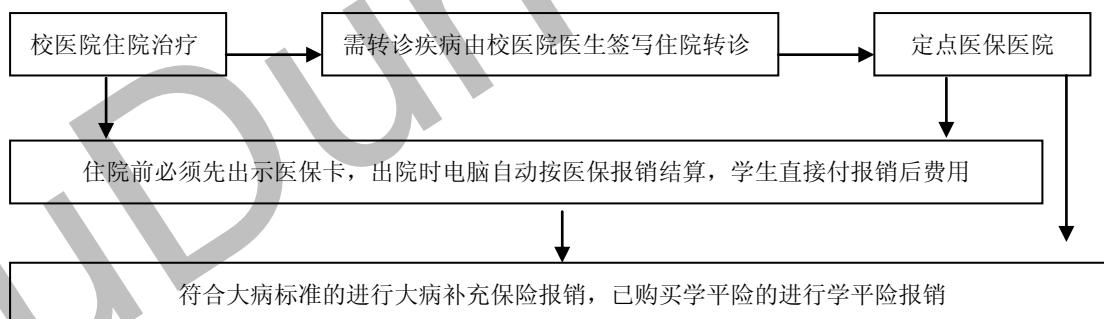 校医院住院治疗
需转诊疾病由校医院医生签写住院转诊
定点医保医院
住院前必须先出示医保卡，出院时电脑自动按医保报销结算，学生直接付报销后费用
符合大病标准的进行大病补充保险报销，已购买学平险的进行学平险报销